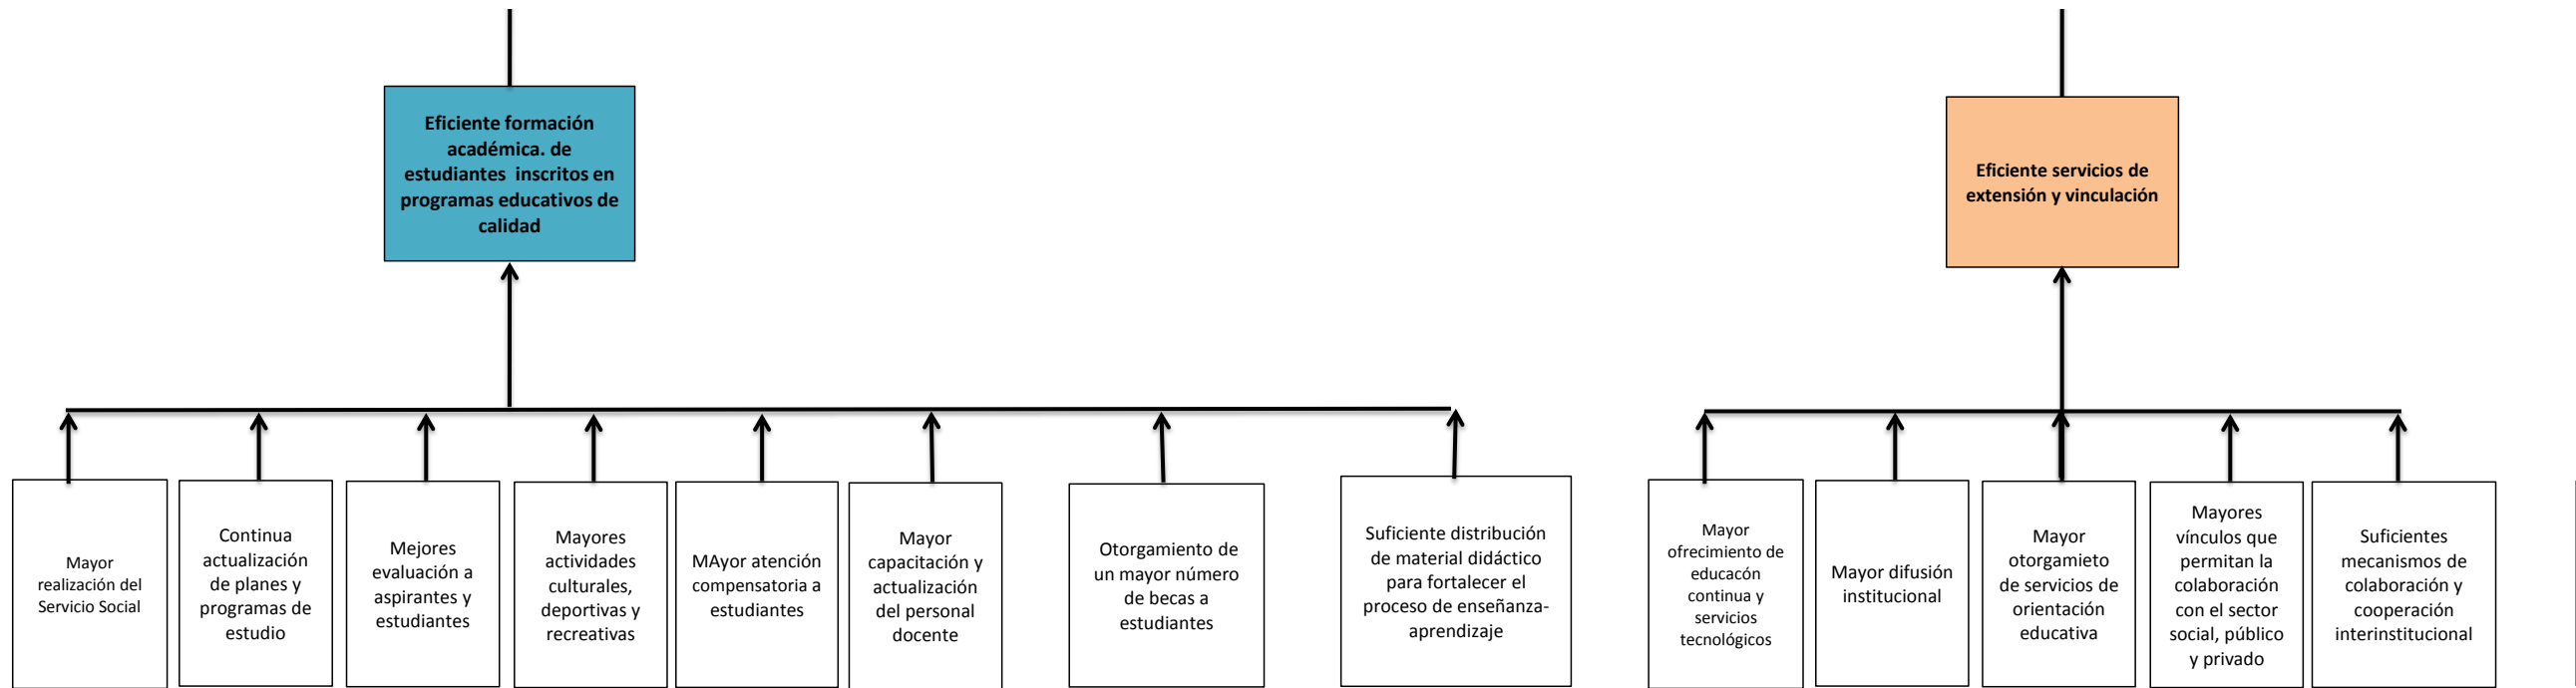 Eficiente formación
académica. de
estudiantes  inscritos en
programas educativos de
calidad
Eficiente servicios de
extensión y vinculación
Mayor
realización del
Servicio Social
Continua
actualización
de planes y
programas de
estudio
Mejores
evaluación a
aspirantes y
estudiantes
Mayores
actividades
culturales,
deportivas y
recreativas
MAyor atención
compensatoria a
estudiantes
Mayor
capacitación y
actualización
del personal
docente
Otorgamiento de
un mayor número
de becas a
estudiantes
Suficiente distribución
de material didáctico
para fortalecer el
proceso de enseñanza-
aprendizaje
Mayor
ofrecimiento de
educacón
continua y
servicios
tecnológicos
Mayor difusión
institucional
Mayor
otorgamieto
de servicios de
orientación
educativa
Mayores
vínculos que
permitan la
colaboración
con el sector
social, público
y privado
Suficientes
mecanismos de
colaboración y
cooperación
interinstitucional